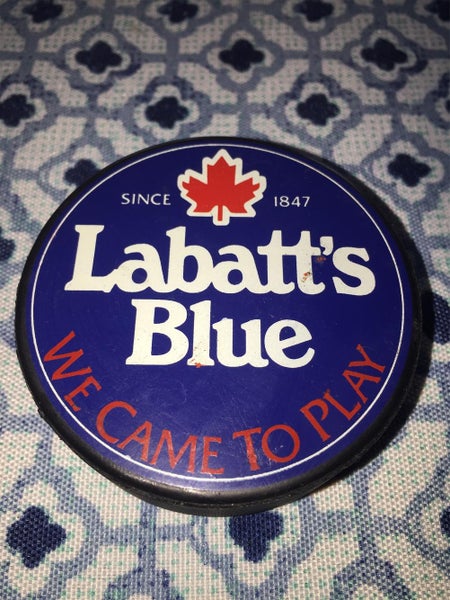 SINCE 1847
Labatt's
Blue
WE CAME TO PLAY